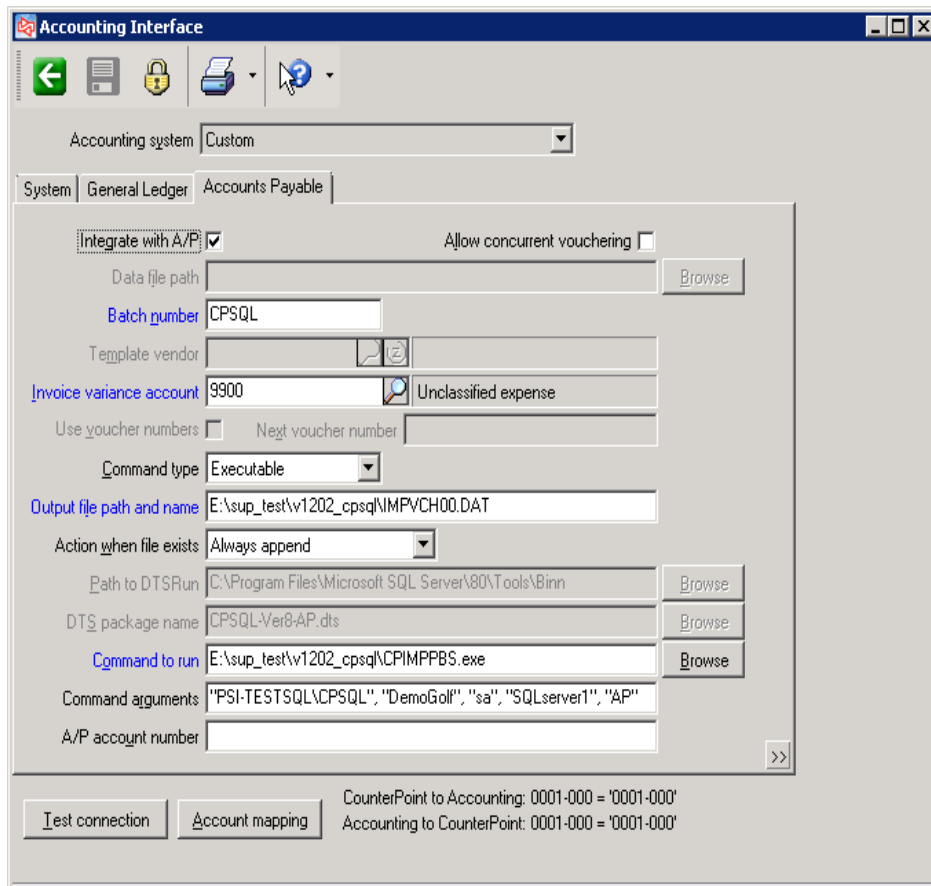 Accounting Interface
Accounting system Custom
System General Ledger Accounts Payable
Integrate with A/P Allow concurrent vouchering
Data file path Browse
Batch number CPSQL
Template vendor
Invoice variance account 9900 Unclassified expense
Use voucher numbers Next voucher number
Command type Executable
Output file path and name E:\sup_test\v1202_cpsql\IMPVCH00.DAT
Action when file exists Always append
Path to DTSRun C:\Program Files\Microsoft SQL Server\80\Tools\Binn Browse
DTS package name CPSQL-Ver8-AP.dts Browse
Command to run E:\sup_test\v1202_cpsql\CPIMPPBS.exe Browse
Command arguments "PSI-TESTSQL\CPSQL", "DemoGolf", "sa", "SQLserver1", "AP"
A/P account number
>>
CounterPoint to Accounting: 0001-000 = '0001-000'
Test connection Account mapping
Accounting to CounterPoint: 0001-000 = '0001-000'